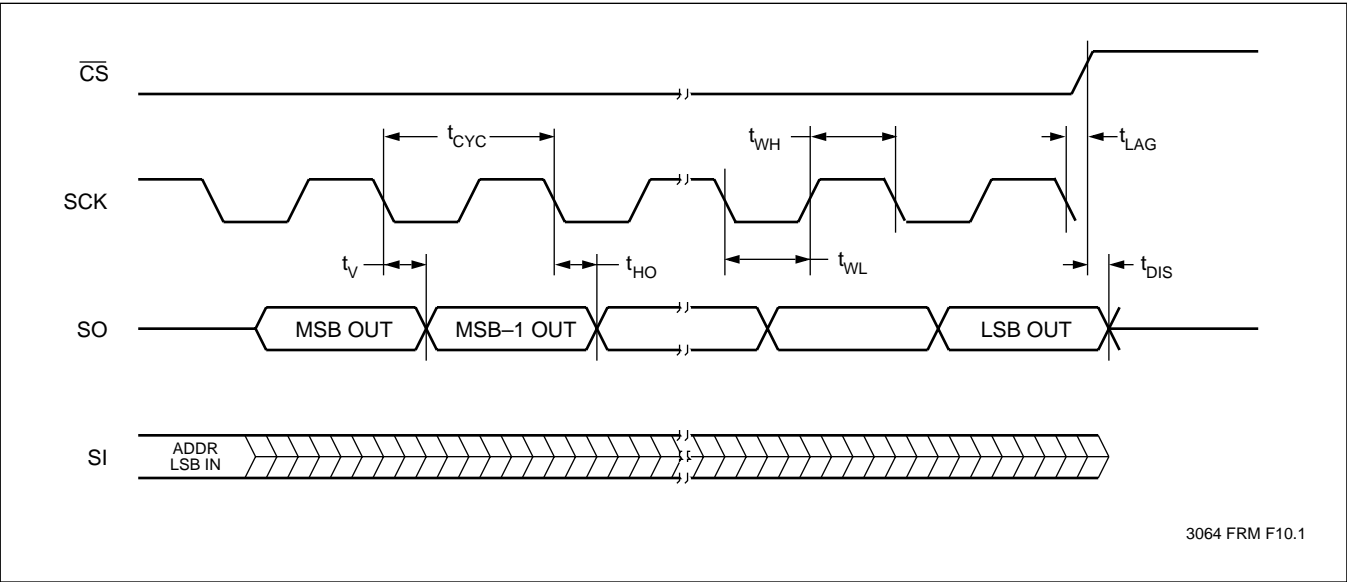 CS
tCYC
tWH
tLAG
SCK
tV
tHO
tWL
tDIS
SO
MSB OUT
MSB–1 OUT
LSB OUT
SI
ADDR
LSB IN
3064 FRM F10.1